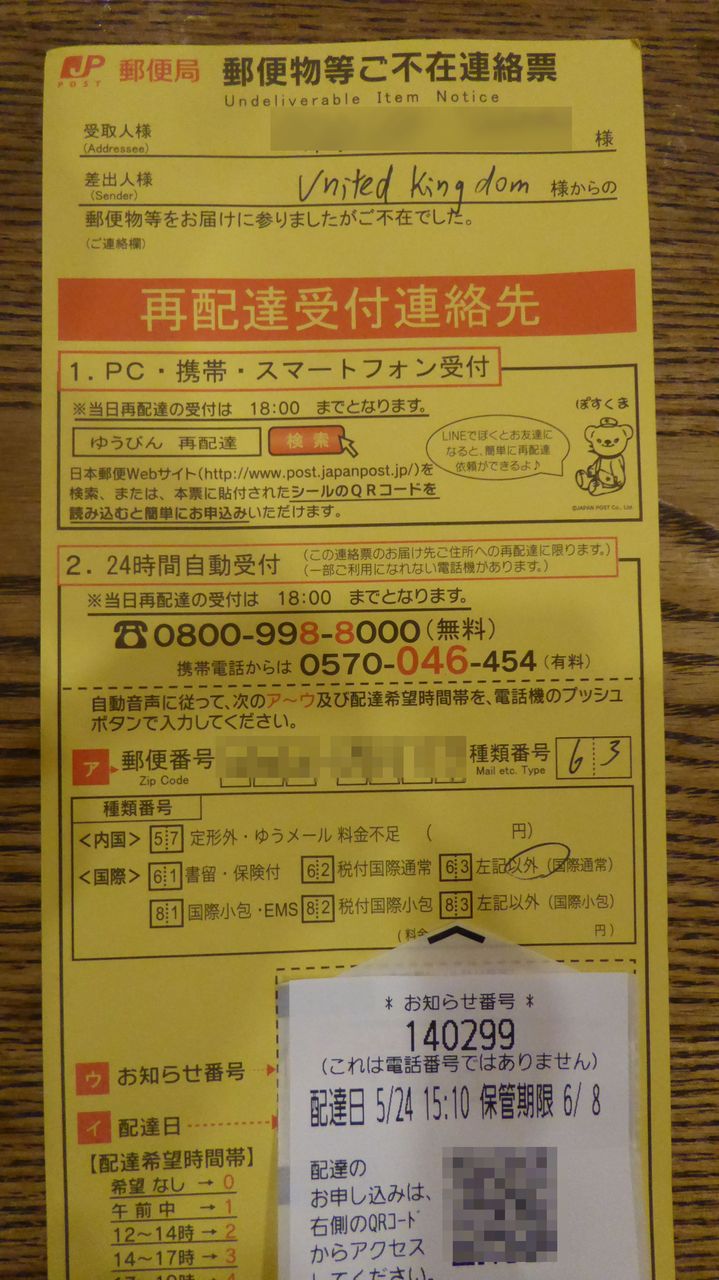 JP 郵便局 郵便物等ご不在連絡票
POST
Undeliverable Item Notice
受取人様
(Addressee)
様
差出人様
(Sender)
United Kingdom 様からの
郵便物等をお届けに参りましたがご不在でした。
(ご連絡欄)
再配達受付連絡先
1. PC・携帯・スマートフォン受付
※当日再配達の受付は 18:00 までとなります。
ゆうびん 再配達 検索
日本郵便Webサイト(http://www.post.japanpost.jp/)を
検索、または、本票に貼付されたシールのQRコードを
読み込むと簡単にお申込みいただけます。
ぽすくま
LINEでぼくとお友達に
なると、簡単に再配達
依頼ができるよ♪
©JAPAN POST Co., Ltd.
2. 24時間自動受付
(この連絡票のお届け先ご住所への再配達に限ります。)
(一部ご利用になれない電話機があります。)
※当日再配達の受付は 18:00 までとなります。
☎0800-998-8000(無料)
携帯電話からは 0570-046-454 (有料)
自動音声に従って、次のア〜ウ及び配達希望時間帯を、電話機のプッシュ
ボタンで入力してください。
ア 郵便番号
Zip Code
種類番号 63
Mail etc. Type
種類番号
<内国> 57 定形外・ゆうメール 料金不足 ( 円)
<国際> 61 書留・保険付 62 税付国際通常 63 左記以外 (国際通常)
81 国際小包・EMS 82 税付国際小包 83 左記以外 (国際小包)
(料金 円)
* お知らせ番号 *
140299
(これは電話番号ではありません)
配達日 5/24 15:10 保管期限 6/ 8
配達の
お申し込みは、
右側のQRコード
からアクセス
してください。
ウ お知らせ番号
イ 配達日
【配達希望時間帯】
希望なし → 0
午前中 → 1
12〜14時 → 2
14〜17時 → 3